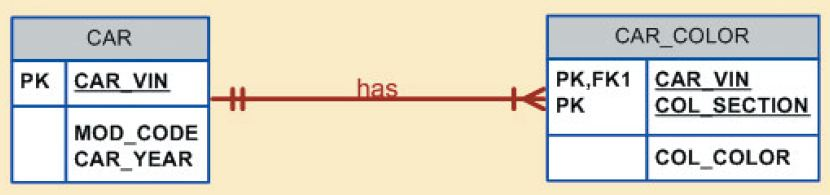 CAR
PK CAR_VIN
MOD_CODE
CAR_YEAR
has
CAR_COLOR
PK,FK1 CAR_VIN
PK COL_SECTION
COL_COLOR